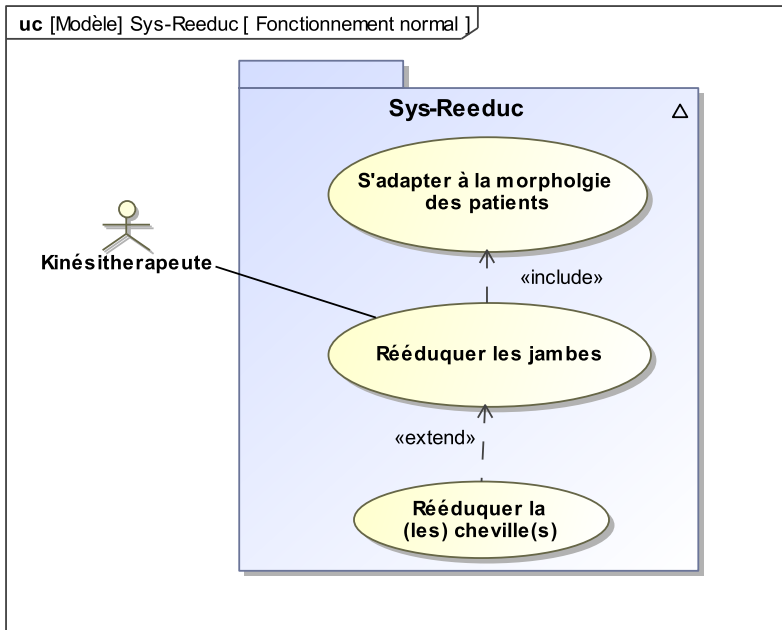 uc [Modèle] Sys-Reeduc [ Fonctionnement normal ]
Sys-Reeduc
S'adapter à la morpholgie
des patients
Kinésitherapeute
«include»
Rééduquer les jambes
«extend»
Rééduquer la
(les) cheville(s)